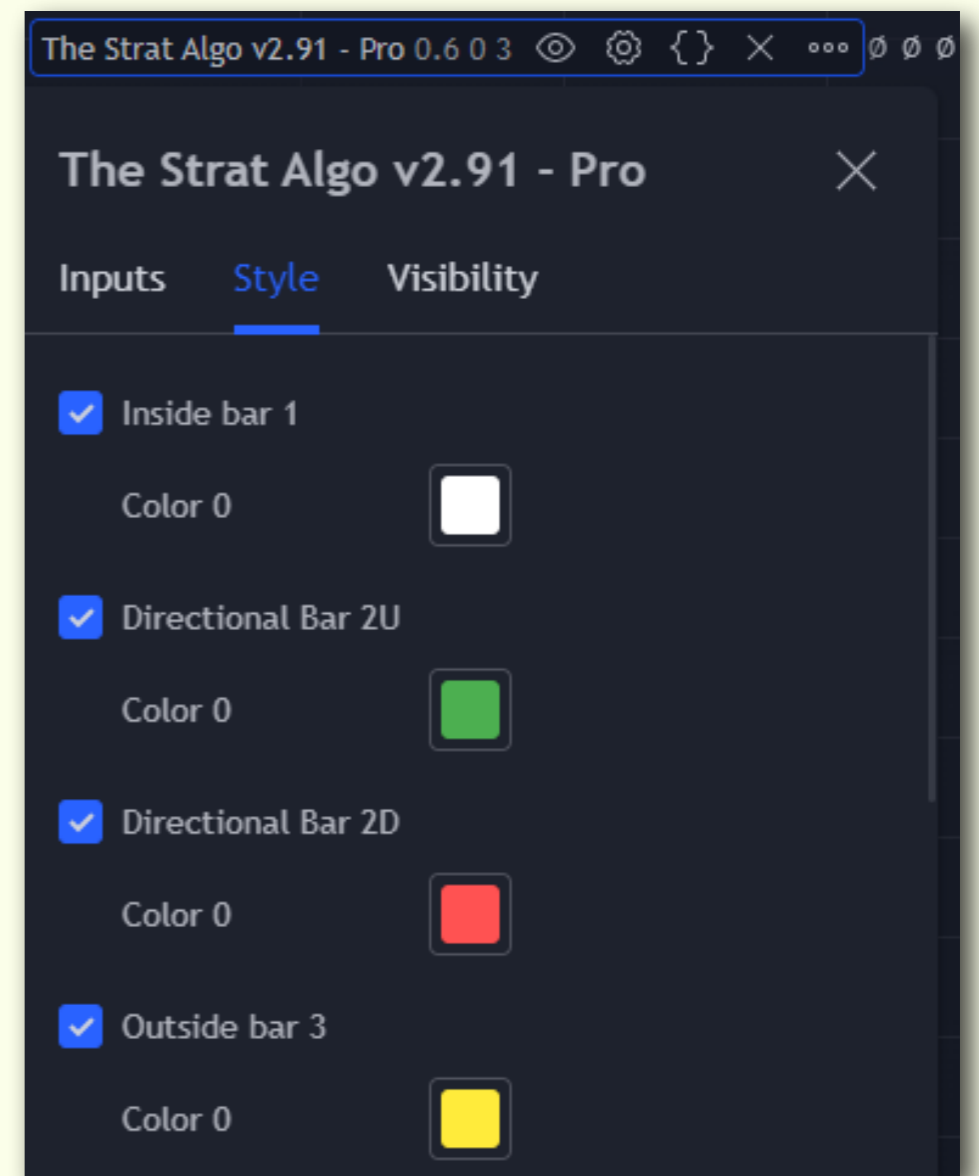 The Strat Algo v2.91 - Pro 0.6 0 3 { } ∅ ∅ ∅
The Strat Algo v2.91 - Pro
Inputs Style Visibility
Inside bar 1
Color 0
Directional Bar 2U
Color 0
Directional Bar 2D
Color 0
Outside bar 3
Color 0